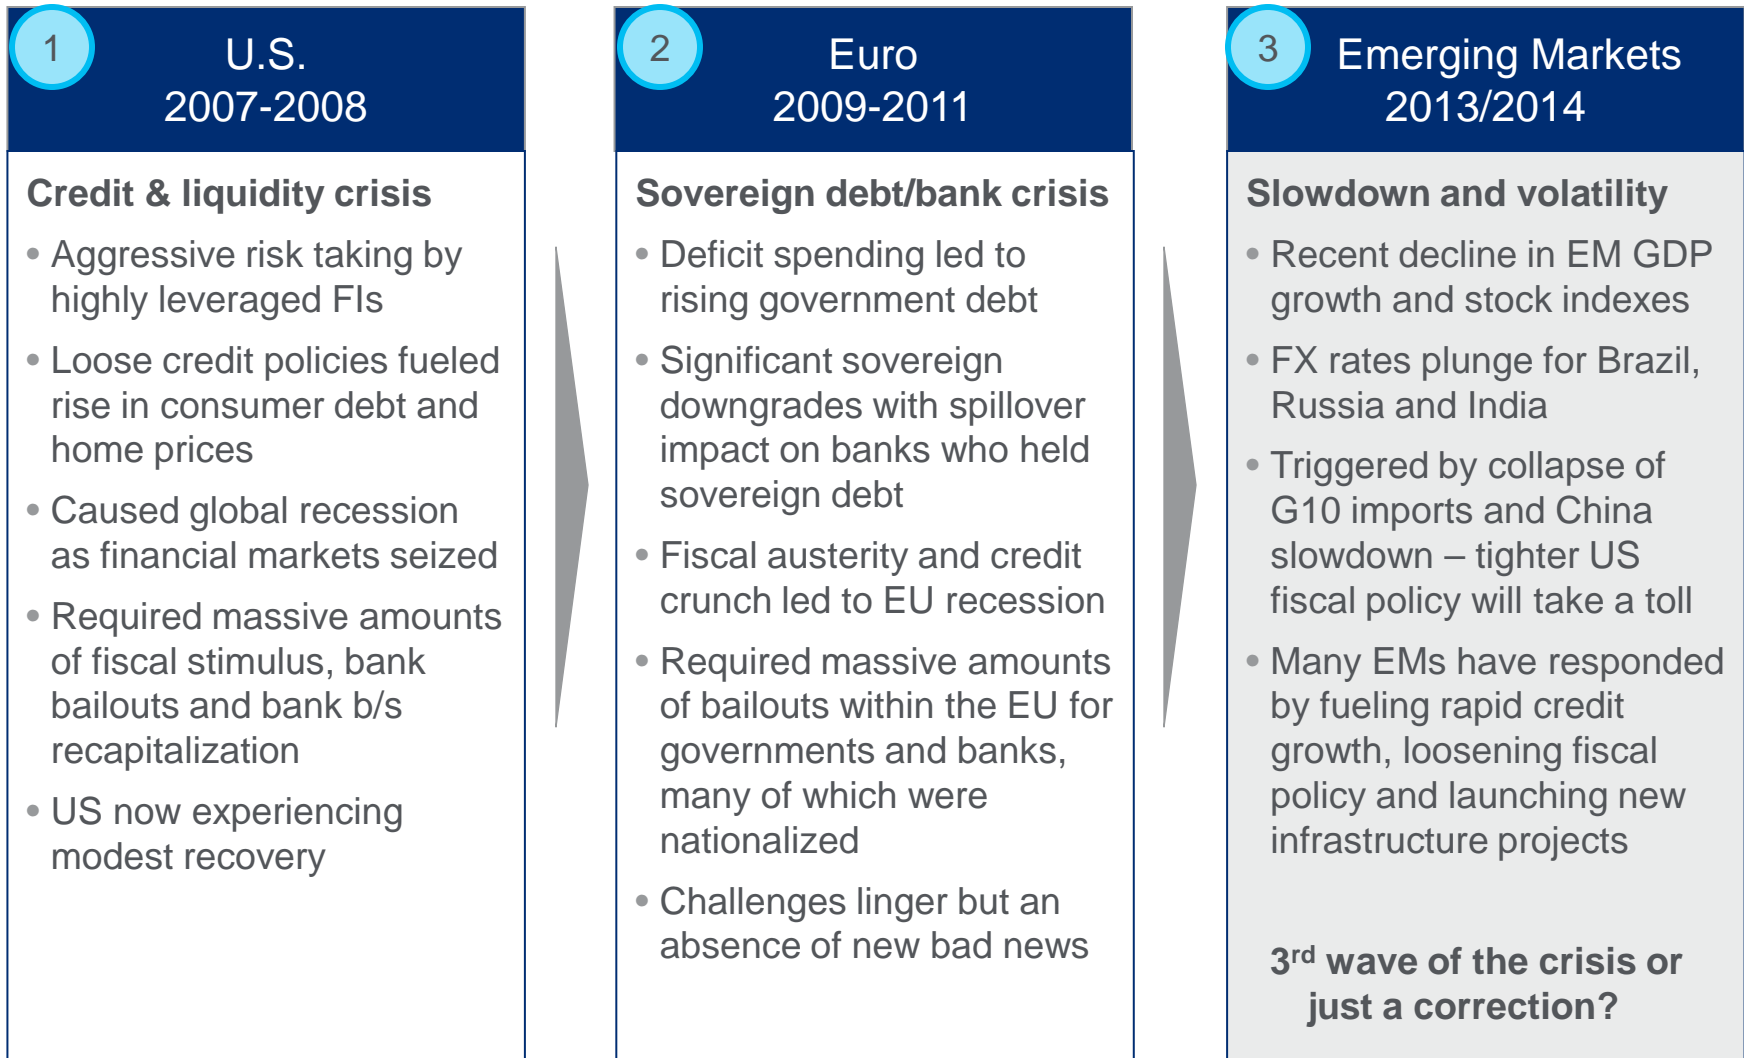 1
U.S.
2007-2008
Credit & liquidity crisis
• Aggressive risk taking by
highly leveraged FIs
• Loose credit policies fueled
rise in consumer debt and
home prices
• Caused global recession
as financial markets seized
• Required massive amounts
of fiscal stimulus, bank
bailouts and bank b/s
recapitalization
• US now experiencing
modest recovery
2
Euro
2009-2011
Sovereign debt/bank crisis
• Deficit spending led to
rising government debt
• Significant sovereign
downgrades with spillover
impact on banks who held
sovereign debt
• Fiscal austerity and credit
crunch led to EU recession
• Required massive amounts
of bailouts within the EU for
governments and banks,
many of which were
nationalized
• Challenges linger but an
absence of new bad news
3
Emerging Markets
2013/2014
Slowdown and volatility
• Recent decline in EM GDP
growth and stock indexes
• FX rates plunge for Brazil,
Russia and India
• Triggered by collapse of
G10 imports and China
slowdown – tighter US
fiscal policy will take a toll
• Many EMs have responded
by fueling rapid credit
growth, loosening fiscal
policy and launching new
infrastructure projects
3rd wave of the crisis or
just a correction?